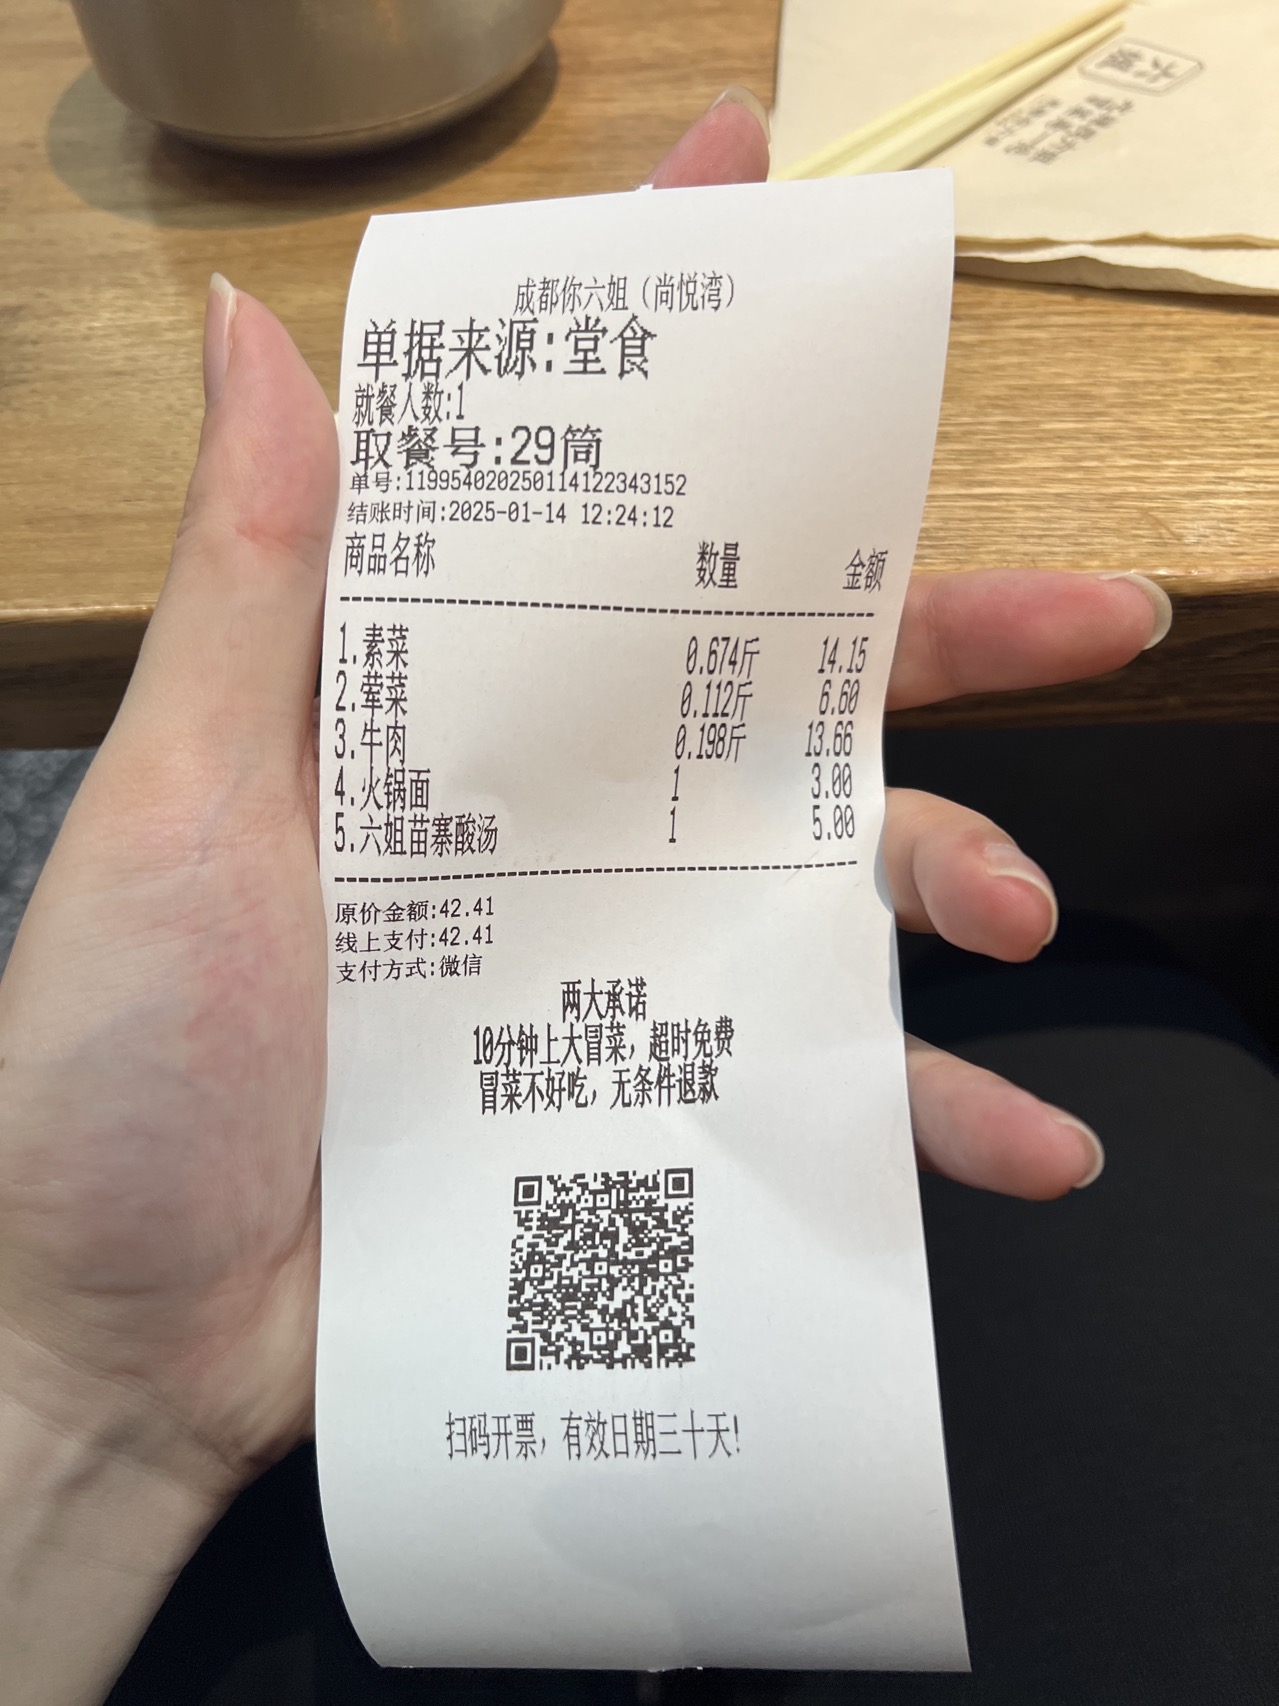 六姐
成都你六姐（尚悦湾）
单据来源:堂食
就餐人数:1
取餐号:29筒
单号:11995402025011412234 3152
结账时间:2025-01-14 12:24:12
商品名称 数量 金额
1.素菜 0.674斤 14.15
2.荤菜 0.112斤 6.60
3.牛肉 0.198斤 13.66
4.火锅面 1 3.00
5.六姐苗寨酸汤 1 5.00
原价金额:42.41
线上支付:42.41
支付方式:微信
两大承诺
10分钟上大冒菜，超时免费
冒菜不好吃，无条件退款
扫码开票，有效日期三十天!